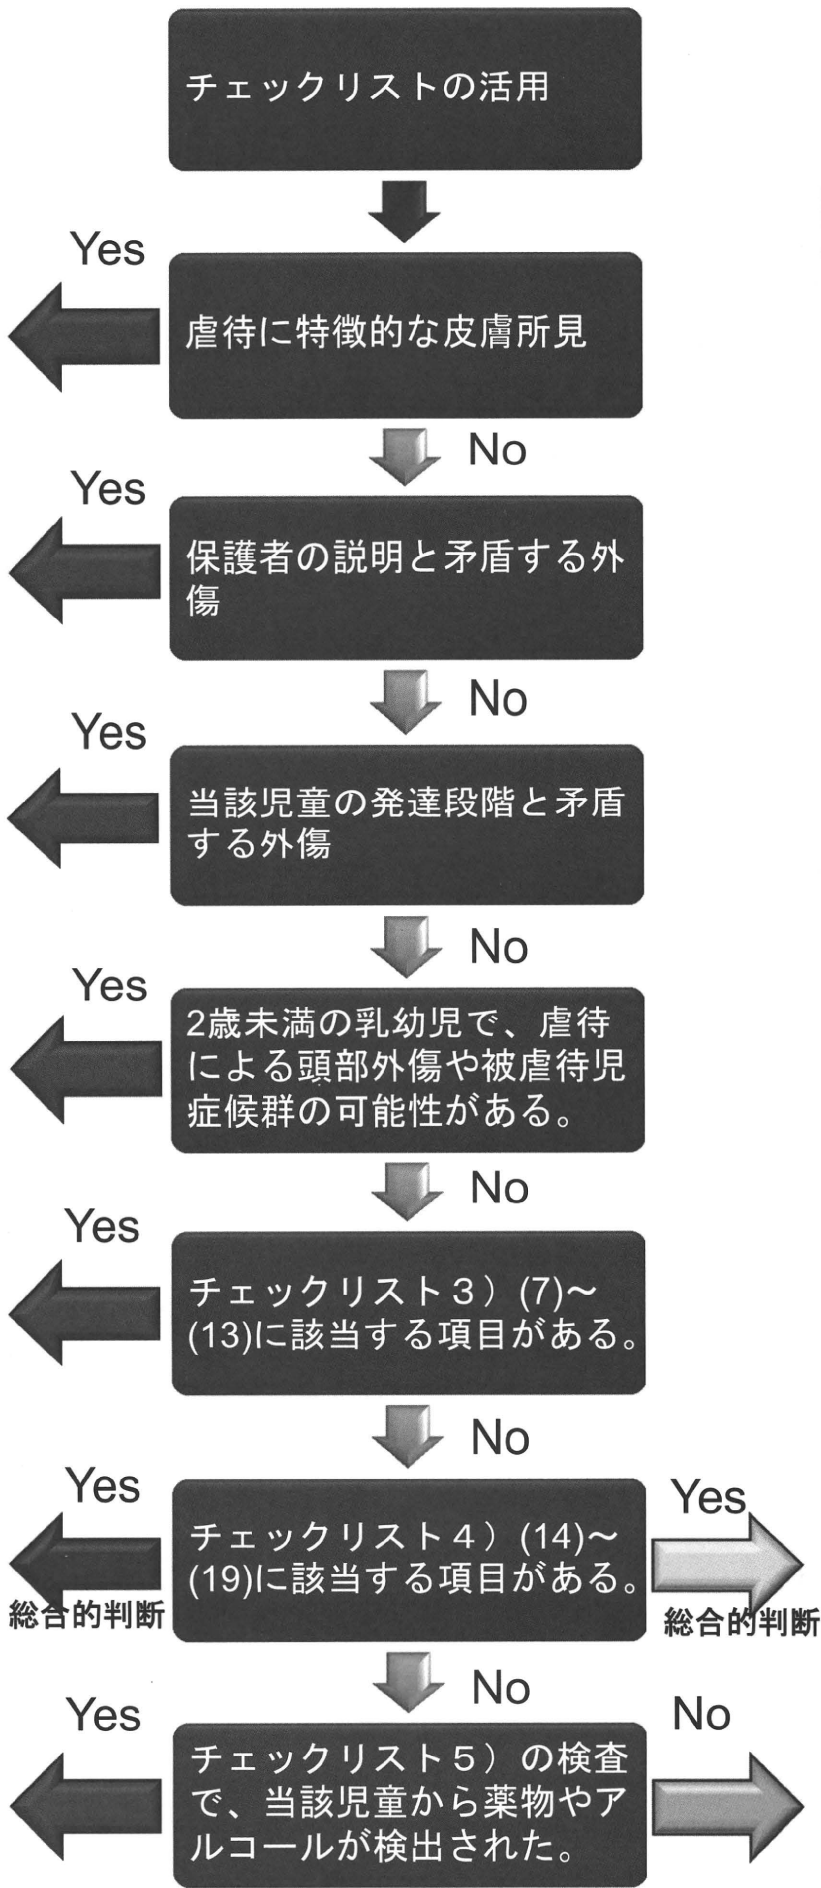 チェックリストの活用
Yes
虐待に特徴的な皮膚所見
No
Yes
保護者の説明と矛盾する外
傷
No
Yes
当該児童の発達段階と矛盾
する外傷
No
Yes
2歳未満の乳幼児で、虐待
による頭部外傷や被虐待児
症候群の可能性がある。
No
Yes
チェックリスト３）(7)～
(13)に該当する項目がある。
No
Yes
総合的判断
チェックリスト４）(14)～
(19)に該当する項目がある。
Yes
総合的判断
No
Yes
チェックリスト５）の検査
で、当該児童から薬物やア
ルコールが検出された。
No